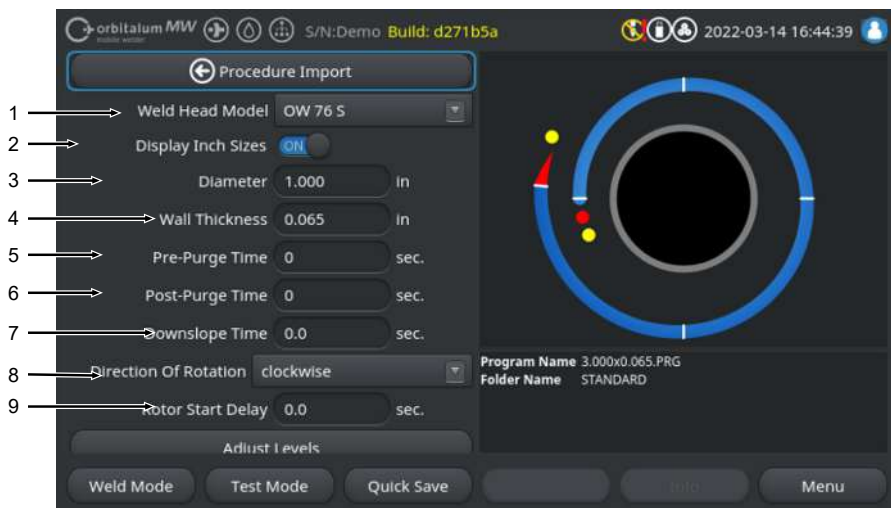 orbitalum MW S/N:Demo Build: d271b5a 2022-03-14 16:44:39
mobile welder
Procedure Import
1 Weld Head Model OW 76 S
2 Display Inch Sizes ON
3 Diameter 1.000 in
4 Wall Thickness 0.065 in
5 Pre-Purge Time 0 sec.
6 Post-Purge Time 0 sec.
7 Downslope Time 0.0 sec.
8 Direction Of Rotation clockwise
9 Rotor Start Delay 0.0 sec.
Adjust Levels
Program Name 3.000x0.065.PRG
Folder Name STANDARD
Weld Mode Test Mode Quick Save Info Menu